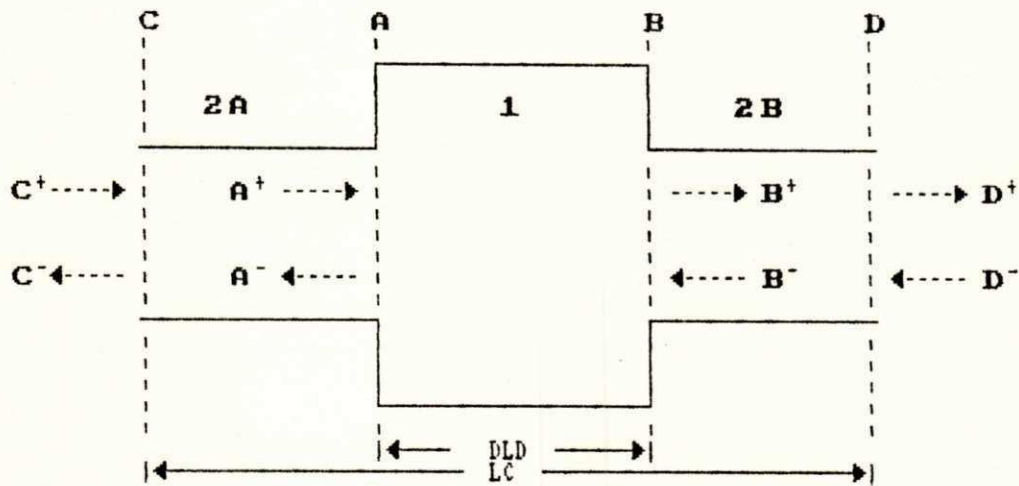 C A B D
2A 1 2B
C⁺ A⁺ B⁺ D⁺
C⁻ A⁻ B⁻ D⁻
DLD
LC